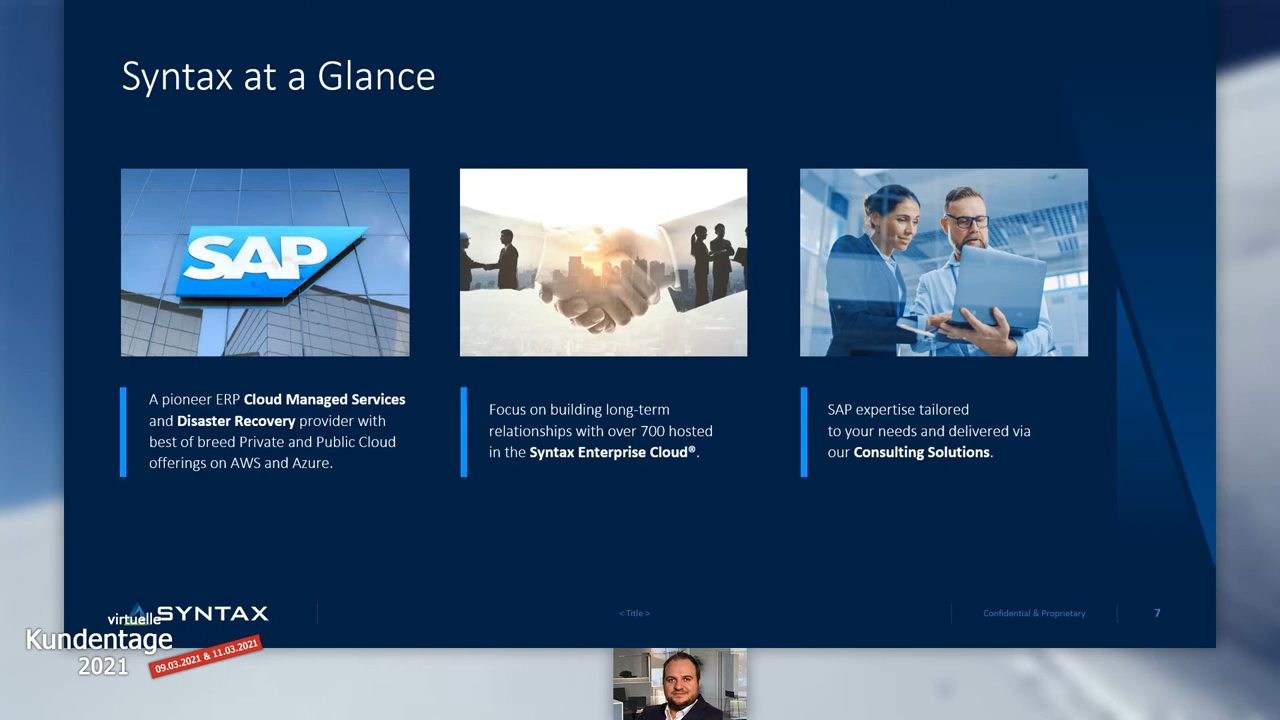 Syntax at a Glance
SAP
A pioneer ERP Cloud Managed Services
and Disaster Recovery provider with
best of breed Private and Public Cloud
offerings on AWS and Azure.
Focus on building long-term
relationships with over 700 hosted
in the Syntax Enterprise Cloud®.
SAP expertise tailored
to your needs and delivered via
our Consulting Solutions.
SYNTAX
< Title >
Confidential & Proprietary
7
virtuelle
Kundentage
2021
09.03.2021 & 11.03.2021